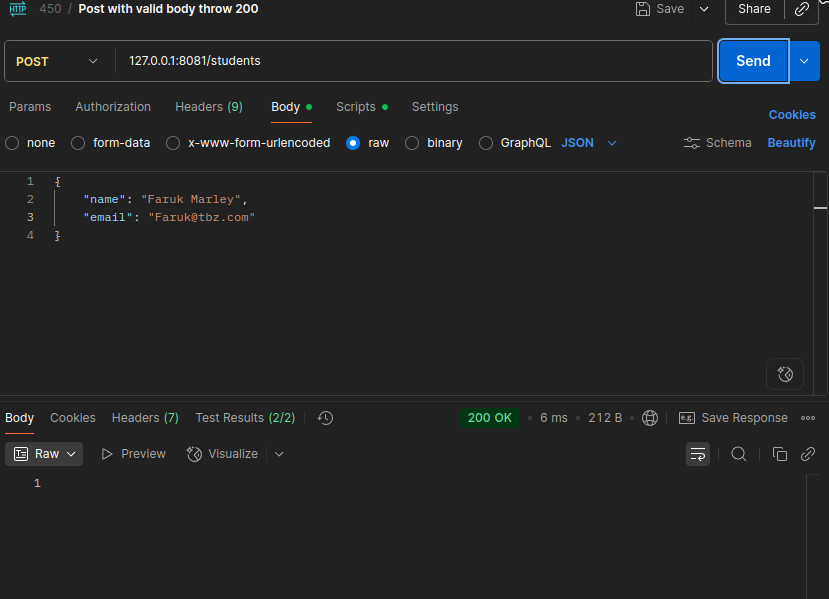 HTTP 450 / Post with valid body throw 200 Save Share
POST 127.0.0.1:8081/students Send
Params Authorization Headers (9) Body Scripts Settings Cookies
none form-data x-www-form-urlencoded raw binary GraphQL JSON Schema Beautify
1 {
2 "name": "Faruk Marley",
3 "email": "Faruk@tbz.com"
4 }
Body Cookies Headers (7) Test Results (2/2) 200 OK 6 ms 212 B e.g. Save Response
Raw Preview Visualize
1